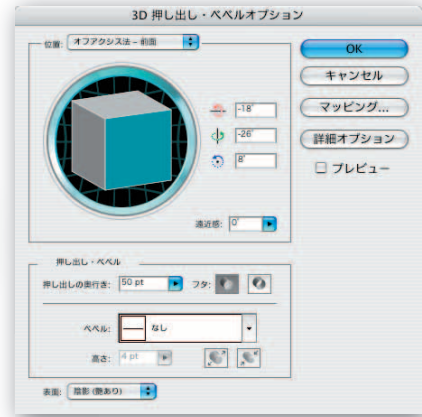 3D 押し出し・ベベルオプション
位置: オフアクシス法 – 前面
OK
キャンセル
マッピング...
詳細オプション
プレビュー
-18°
-26°
8°
遠近感: 0°
押し出し・ベベル
押し出しの奥行き: 50 pt フタ:
ベベル: なし
高さ: 4 pt
表面: 陰影 (艶あり)